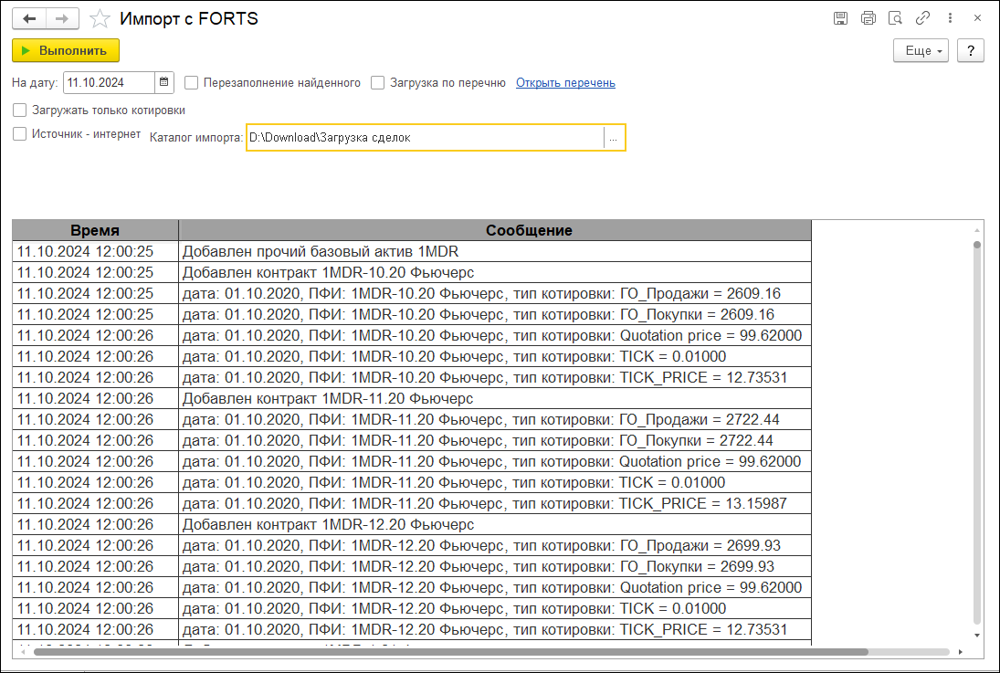 Импорт с FORTS
Выполнить
Еще
?
На дату: 11.10.2024 Перезаполнение найденного Загрузка по перечню Открыть перечень
Загружать только котировки
Источник - интернет Каталог импорта: D:\Download\Загрузка сделок ...
Время Сообщение
11.10.2024 12:00:25 Добавлен прочий базовый актив 1MDR
11.10.2024 12:00:25 Добавлен контракт 1MDR-10.20 Фьючерс
11.10.2024 12:00:25 дата: 01.10.2020, ПФИ: 1MDR-10.20 Фьючерс, тип котировки: ГО_Продажи = 2609.16
11.10.2024 12:00:25 дата: 01.10.2020, ПФИ: 1MDR-10.20 Фьючерс, тип котировки: ГО_Покупки = 2609.16
11.10.2024 12:00:26 дата: 01.10.2020, ПФИ: 1MDR-10.20 Фьючерс, тип котировки: Quotation price = 99.62000
11.10.2024 12:00:26 дата: 01.10.2020, ПФИ: 1MDR-10.20 Фьючерс, тип котировки: TICK = 0.01000
11.10.2024 12:00:26 дата: 01.10.2020, ПФИ: 1MDR-10.20 Фьючерс, тип котировки: TICK_PRICE = 12.73531
11.10.2024 12:00:26 Добавлен контракт 1MDR-11.20 Фьючерс
11.10.2024 12:00:26 дата: 01.10.2020, ПФИ: 1MDR-11.20 Фьючерс, тип котировки: ГО_Продажи = 2722.44
11.10.2024 12:00:26 дата: 01.10.2020, ПФИ: 1MDR-11.20 Фьючерс, тип котировки: ГО_Покупки = 2722.44
11.10.2024 12:00:26 дата: 01.10.2020, ПФИ: 1MDR-11.20 Фьючерс, тип котировки: Quotation price = 99.62000
11.10.2024 12:00:26 дата: 01.10.2020, ПФИ: 1MDR-11.20 Фьючерс, тип котировки: TICK = 0.01000
11.10.2024 12:00:26 дата: 01.10.2020, ПФИ: 1MDR-11.20 Фьючерс, тип котировки: TICK_PRICE = 13.15987
11.10.2024 12:00:26 Добавлен контракт 1MDR-12.20 Фьючерс
11.10.2024 12:00:26 дата: 01.10.2020, ПФИ: 1MDR-12.20 Фьючерс, тип котировки: ГО_Продажи = 2699.93
11.10.2024 12:00:26 дата: 01.10.2020, ПФИ: 1MDR-12.20 Фьючерс, тип котировки: ГО_Покупки = 2699.93
11.10.2024 12:00:26 дата: 01.10.2020, ПФИ: 1MDR-12.20 Фьючерс, тип котировки: Quotation price = 99.62000
11.10.2024 12:00:26 дата: 01.10.2020, ПФИ: 1MDR-12.20 Фьючерс, тип котировки: TICK = 0.01000
11.10.2024 12:00:26 дата: 01.10.2020, ПФИ: 1MDR-12.20 Фьючерс, тип котировки: TICK_PRICE = 12.73531